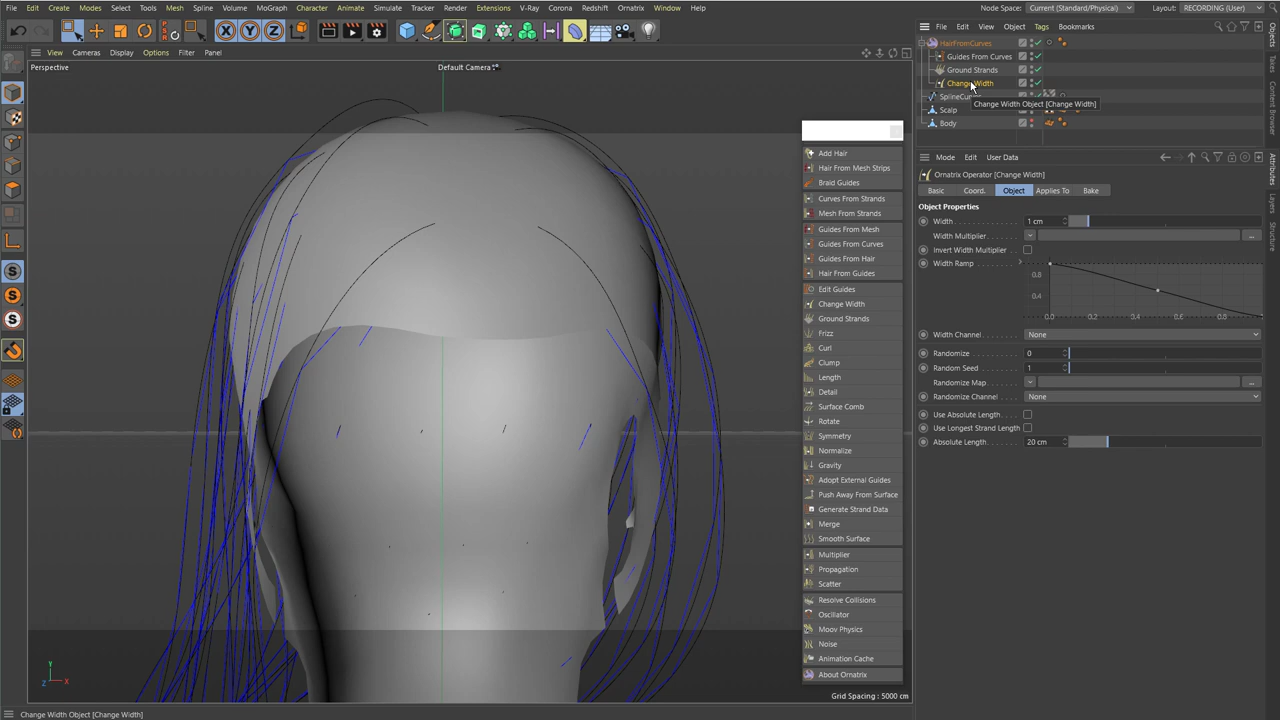 File Edit Create Modes Select Tools Mesh Spline Volume MoGraph Character Animate Simulate Tracker Render Extensions V-Ray Corona Redshift Ornatrix Window Help
Node Space: Current (Standard/Physical) Layout: RECORDING (User)
File Edit View Object Tags Bookmarks
HairFromCurves
Guides From Curves
Ground Strands
Change Width
Change Width Object [Change Width]
Scalp
Body
View Cameras Display Options Filter Panel
Perspective
Default Camera
Add Hair
Hair From Mesh Strips
Braid Guides
Curves From Strands
Mesh From Strands
Guides From Mesh
Guides From Curves
Guides From Hair
Hair From Guides
Edit Guides
Change Width
Ground Strands
Frizz
Curl
Clump
Length
Detail
Surface Comb
Rotate
Symmetry
Normalize
Gravity
Adopt External Guides
Push Away From Surface
Generate Strand Data
Merge
Smooth Surface
Multiplier
Propagation
Scatter
Resolve Collisions
Oscillator
Moov Physics
Noise
Animation Cache
About Ornatrix
Grid Spacing : 5000 cm
Y
Z X
Mode Edit User Data
Ornatrix Operator [Change Width]
Basic Coord. Object Applies To Bake
Object Properties
Width 1 cm
Width Multiplier ...
Invert Width Multiplier
Width Ramp
0.8
0.4
0.0 0.2 0.4 0.6 0.8
Width Channel None
Randomize 0
Random Seed 1
Randomize Map ...
Randomize Channel None
Use Absolute Length
Use Longest Strand Length
Absolute Length 20 cm
Objects
Takes
Content Browser
Attributes
Layers
Structure
Change Width Object [Change Width]